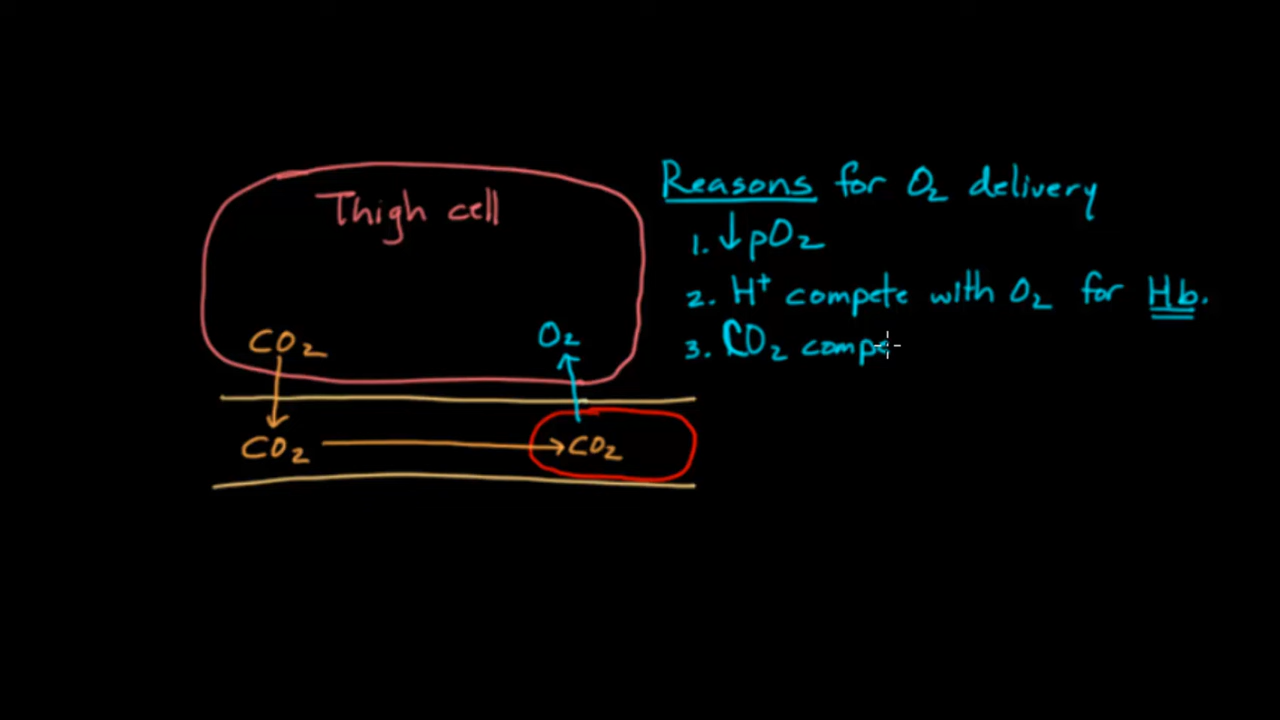 Thigh cell
CO₂
O₂
CO₂
CO₂
Reasons for O₂ delivery
1. ↓pO₂
2. H⁺ compete with O₂ for Hb.
3. CO₂ compe